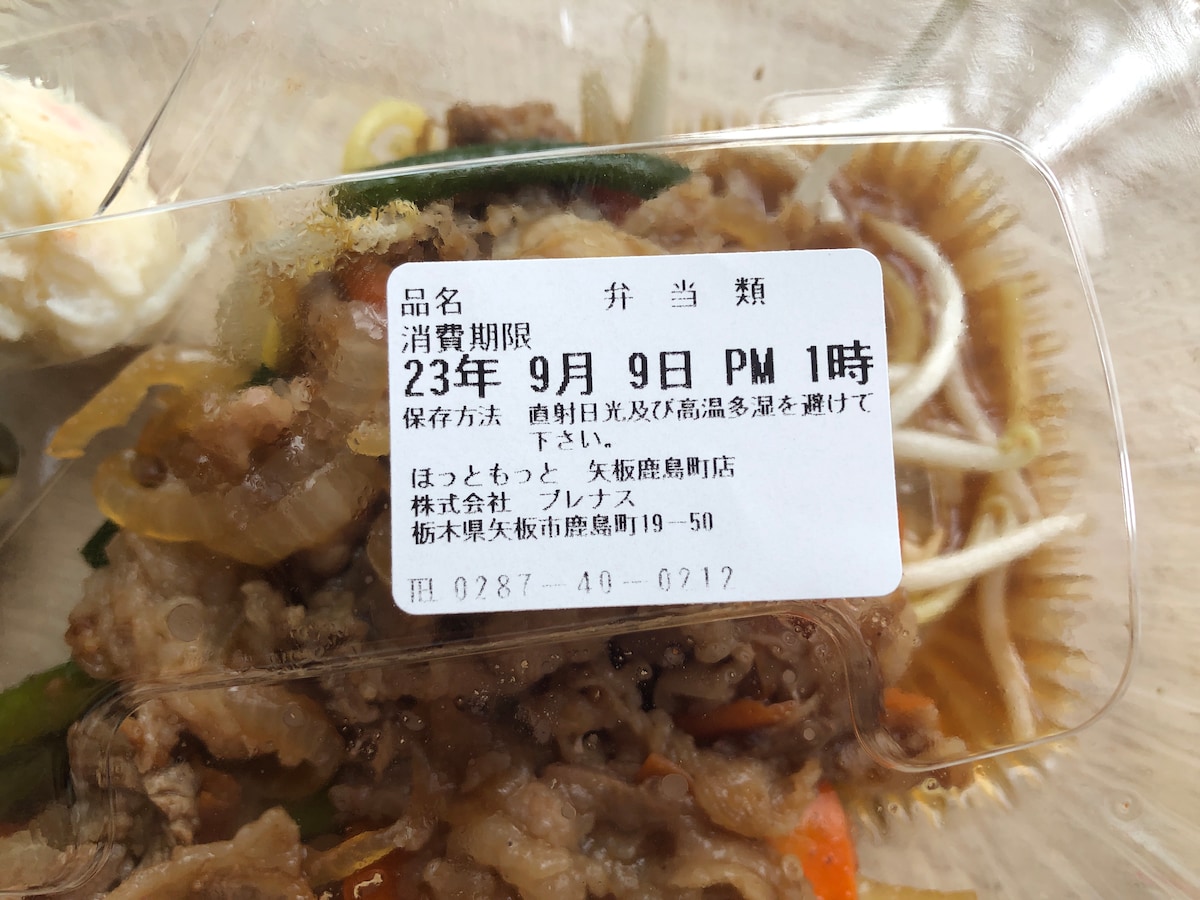 品名 弁当類
消費期限
23年 9月 9日 PM 1時
保存方法 直射日光及び高温多湿を避けて
下さい。
ほっともっと 矢板鹿島町店
株式会社 プレナス
栃木県矢板市鹿島町19-50
TEL 0287-40-0212